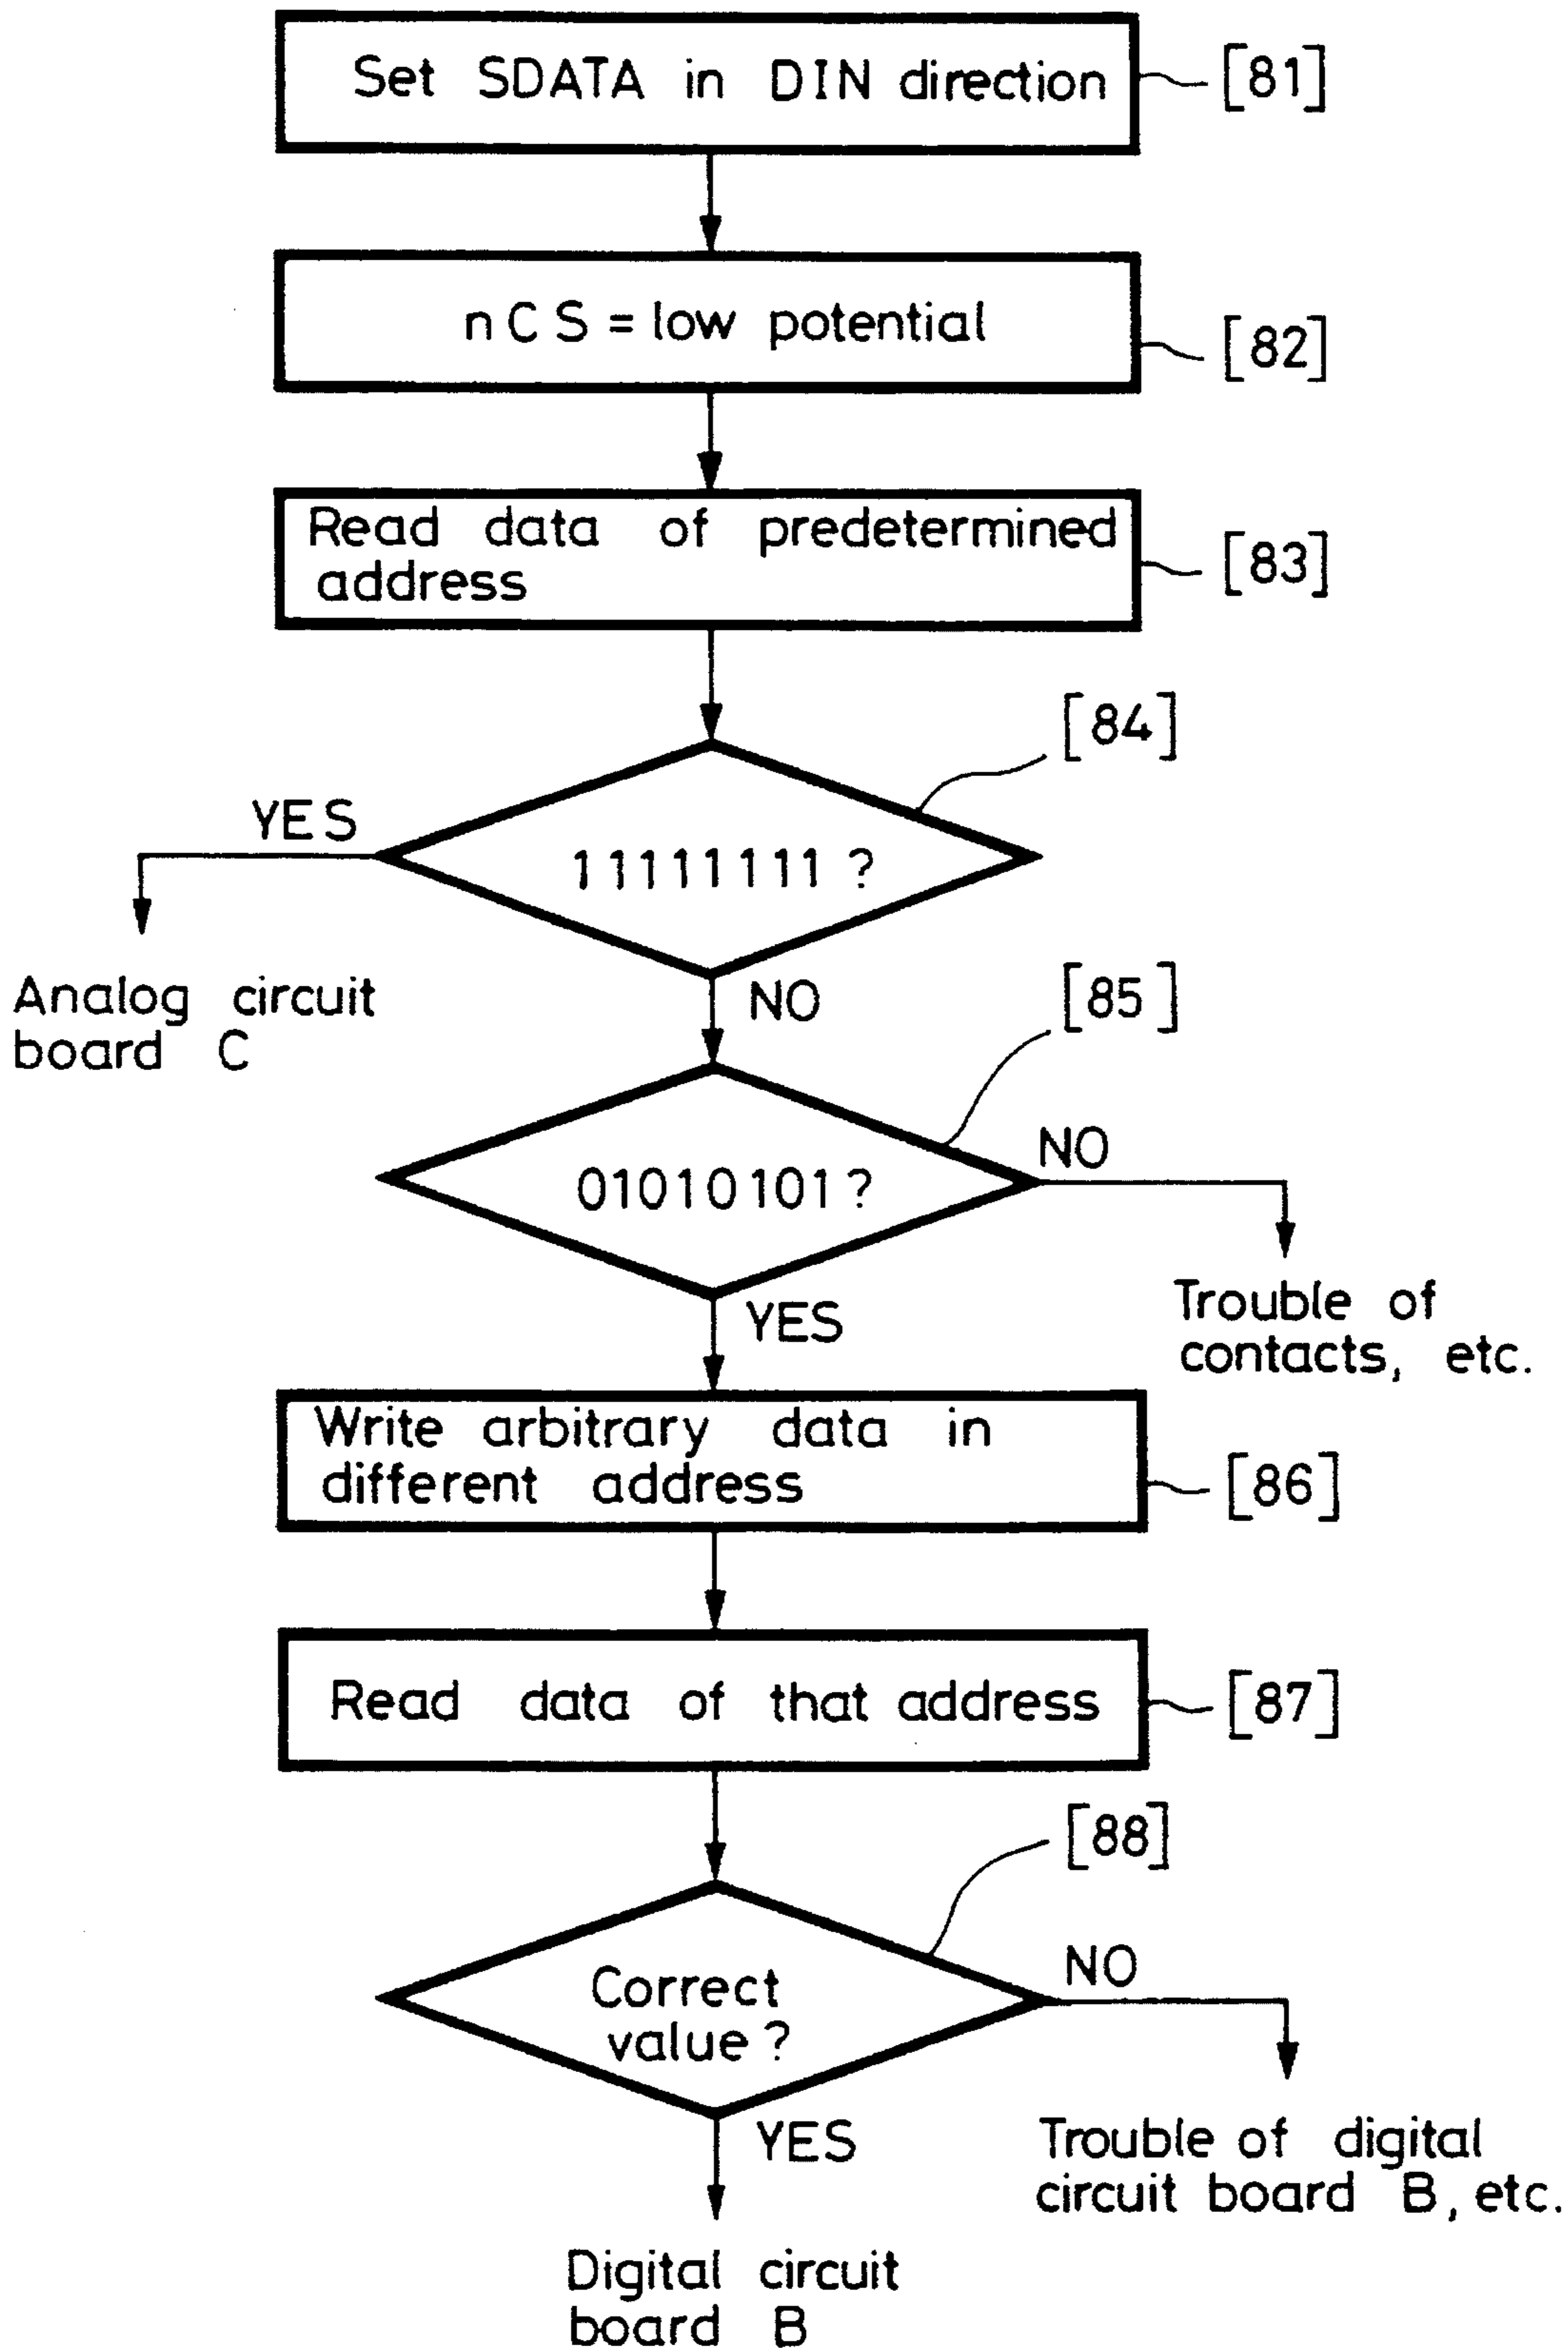 Set SDATA in DIN direction
[81]
nCS = low potential
[82]
Read data of predetermined
address
[83]
[84]
YES
11111111 ?
Analog circuit
board C
NO
[85]
01010101 ?
NO
Trouble of
contacts, etc.
YES
Write arbitrary data in
different address
[86]
Read data of that address
[87]
[88]
Correct
value ?
NO
YES
Trouble of digital
circuit board B, etc.
Digital circuit
board B